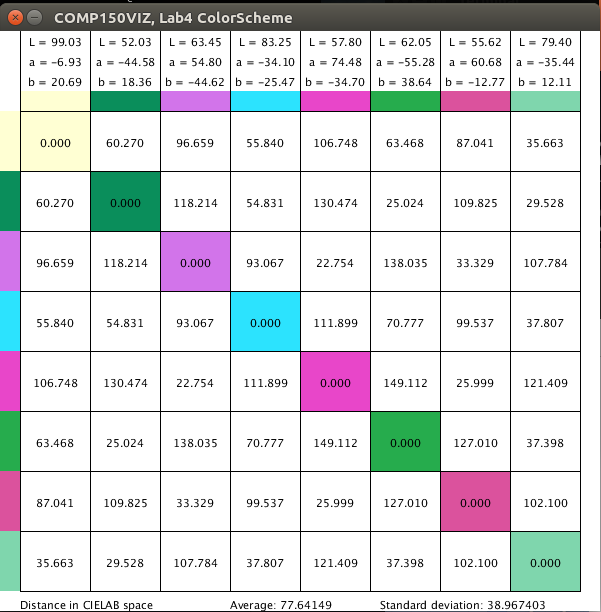 COMP150VIZ, Lab4 ColorScheme
L = 99.03 L = 52.03 L = 63.45 L = 83.25 L = 57.80 L = 62.05 L = 55.62 L = 79.40
a = -6.93 a = -44.58 a = 54.80 a = -34.10 a = 74.48 a = -55.28 a = 60.68 a = -35.44
b = 20.69 b = 18.36 b = -44.62 b = -25.47 b = -34.70 b = 38.64 b = -12.77 b = 12.11
0.000 60.270 96.659 55.840 106.748 63.468 87.041 35.663
60.270 0.000 118.214 54.831 130.474 25.024 109.825 29.528
96.659 118.214 0.000 93.067 22.754 138.035 33.329 107.784
55.840 54.831 93.067 0.000 111.899 70.777 99.537 37.807
106.748 130.474 22.754 111.899 0.000 149.112 25.999 121.409
63.468 25.024 138.035 70.777 149.112 0.000 127.010 37.398
87.041 109.825 33.329 99.537 25.999 127.010 0.000 102.100
35.663 29.528 107.784 37.807 121.409 37.398 102.100 0.000
Distance in CIELAB space Average: 77.64149 Standard deviation: 38.967403